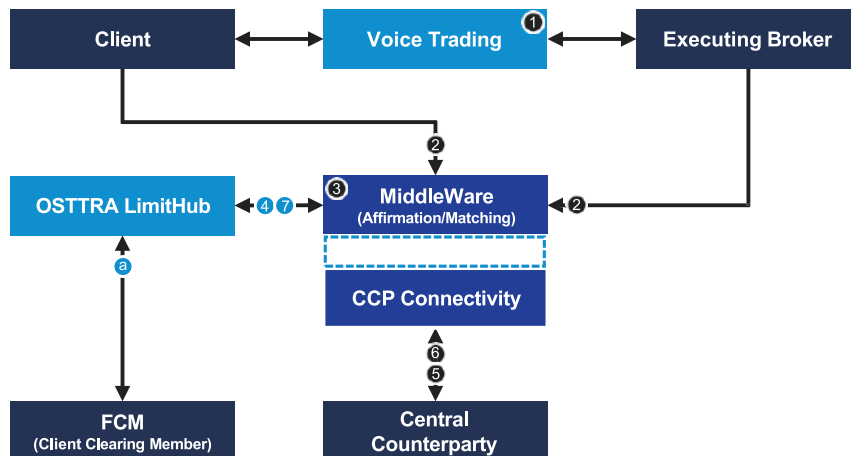 1
Client
Voice Trading
Executing Broker
2
3
MiddleWare
(Affirmation/Matching)
OSTTRA LimitHub
4 7
2
a
CCP Connectivity
6
5
FCM
(Client Clearing Member)
Central
Counterparty